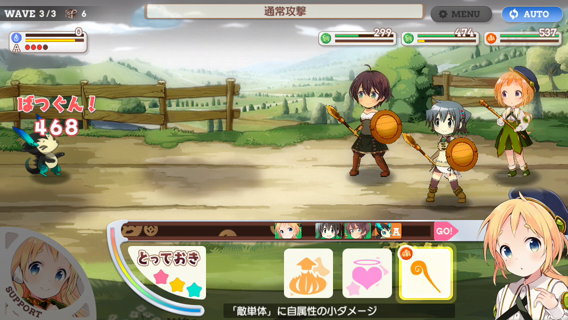 WAVE 3/3 6
通常攻撃
MENU
AUTO
0
A
299
474
537
ばつぐん!
468
A
GO!
とっておき
SUPPORT
「敵単体」に自属性の小ダメージ